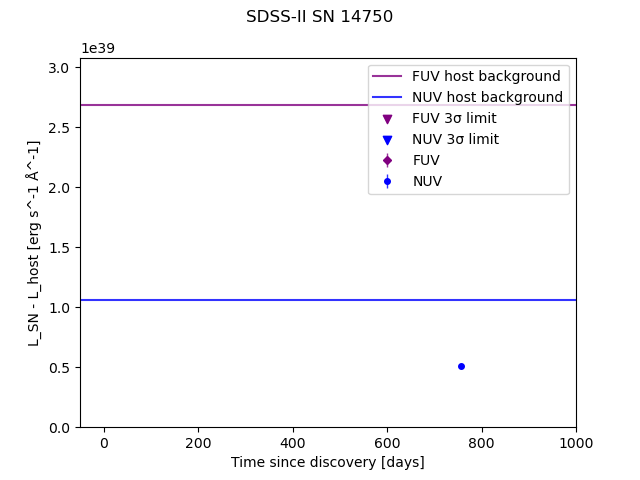 SDSS-II SN 14750
1e39
3.0
2.5
2.0
1.5
1.0
0.5
0.0
L_SN - L_host [erg s^-1 Å^-1]
FUV host background
NUV host background
FUV 3σ limit
NUV 3σ limit
FUV
NUV
0 200 400 600 800 1000
Time since discovery [days]